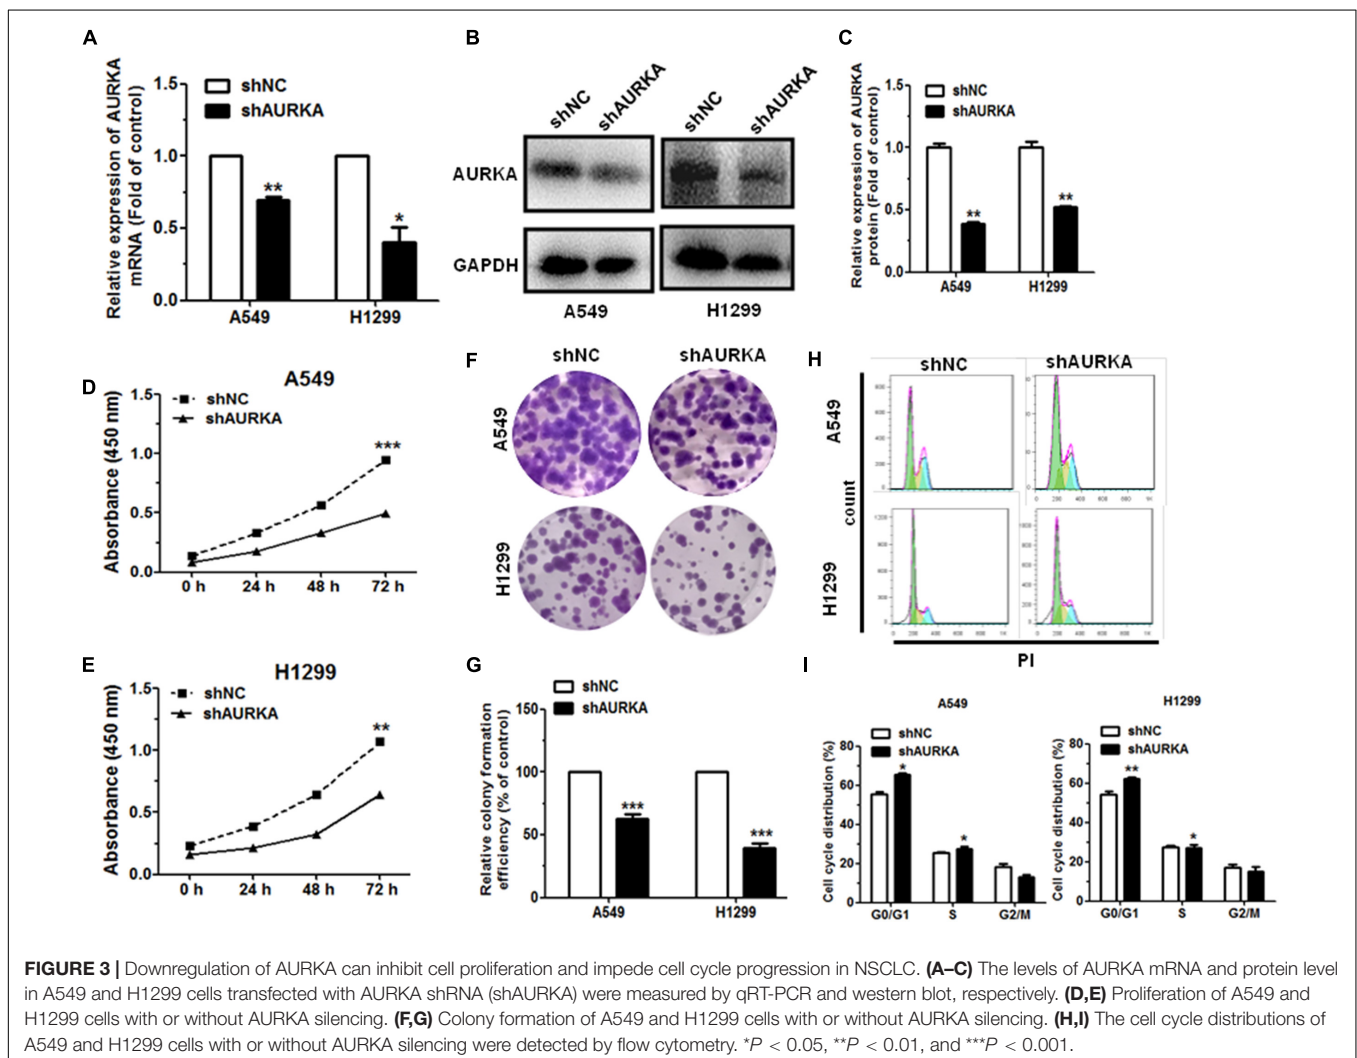 A
Relative expression of AURKA
mRNA (Fold of control)
shNC
shAURKA
1.5
1.0
0.5
0.0
**
*
A549
H1299
B
shNC
shAURKA
shNC
shAURKA
AURKA
GAPDH
A549
H1299
C
Relative expression of AURKA
protein (Fold of control)
shNC
shAURKA
1.5
1.0
0.5
0.0
**
**
A549
H1299
D
A549
Absorbance (450 nm)
shNC
shAURKA
1.5
1.0
0.5
0.0
***
0 h 24 h 48 h 72 h
E
H1299
Absorbance (450 nm)
shNC
shAURKA
1.5
1.0
0.5
0.0
**
0 h 24 h 48 h 72 h
F
shNC
shAURKA
A549
H1299
G
Relative colony formation
efficiency (% of control)
shNC
shAURKA
150
100
50
0
***
***
A549
H1299
H
shNC
shAURKA
A549
H1299
count
PI
I
A549
Cell cycle distribution (%)
shNC
shAURKA
80
60
40
20
0
*
*
G0/G1 S G2/M
H1299
Cell cycle distribution (%)
shNC
shAURKA
80
60
40
20
0
**
*
G0/G1 S G2/M
FIGURE 3 | Downregulation of AURKA can inhibit cell proliferation and impede cell cycle progression in NSCLC. (A–C) The levels of AURKA mRNA and protein level
in A549 and H1299 cells transfected with AURKA shRNA (shAURKA) were measured by qRT-PCR and western blot, respectively. (D,E) Proliferation of A549 and
H1299 cells with or without AURKA silencing. (F,G) Colony formation of A549 and H1299 cells with or without AURKA silencing. (H,I) The cell cycle distributions of
A549 and H1299 cells with or without AURKA silencing were detected by flow cytometry. *P < 0.05, **P < 0.01, and ***P < 0.001.